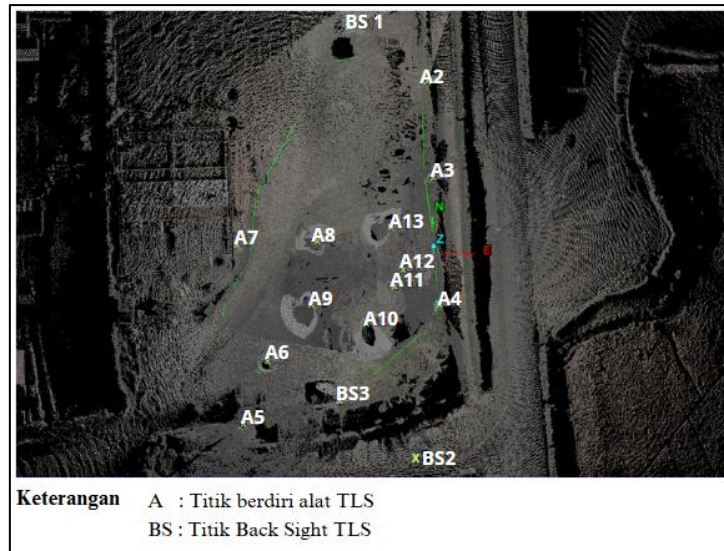 BS 1
A2
A3
N
A13
A7
A8
Z
E
A12
A11
A9
A4
A10
A6
BS3
A5
X BS2
Keterangan A : Titik berdiri alat TLS
BS : Titik Back Sight TLS